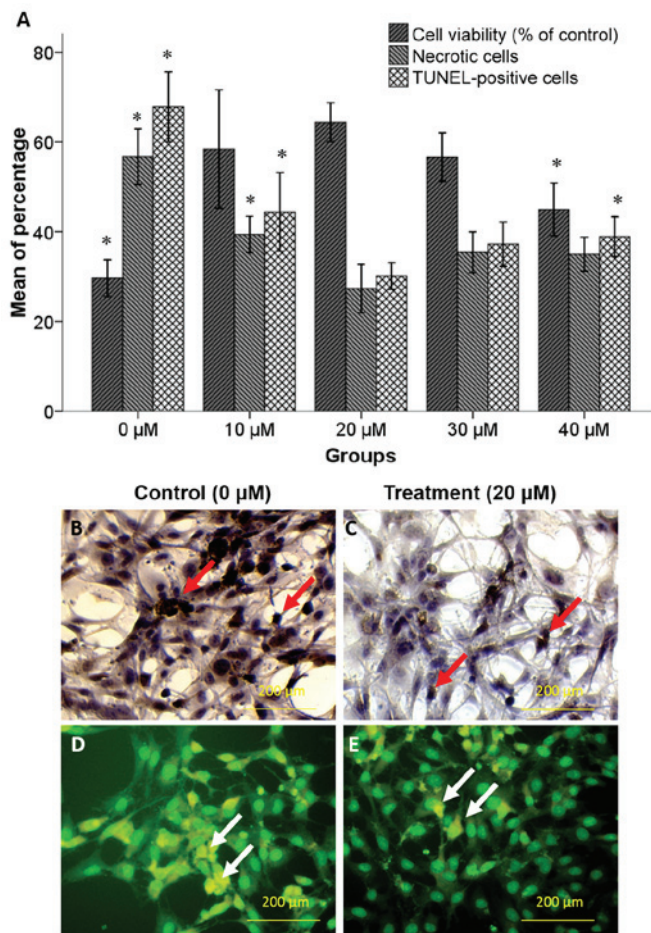 A
Cell viability (% of control)
Necrotic cells
TUNEL-positive cells
Mean of percentage
80
60
40
20
0
* * * * * * *
0 µM 10 µM 20 µM 30 µM 40 µM
Groups
Control (0 µM) Treatment (20 µM)
B C
200 µm 200 µm
D E
200 µm 200 µm